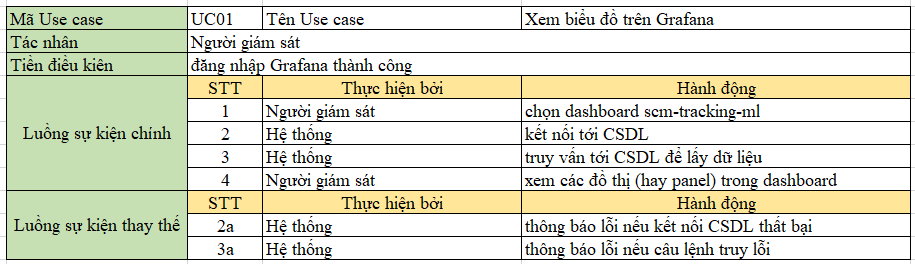 Mã Use case UC01 Tên Use case Xem biểu đồ trên Grafana
Tác nhân Người giám sát
Tiền điều kiên đăng nhập Grafana thành công
STT Thực hiện bởi Hành động
1 Người giám sát chọn dashboard scm-tracking-ml
Luồng sự kiện chính 2 Hệ thống kết nối tới CSDL
3 Hệ thống truy vấn tới CSDL để lấy dữ liệu
4 Người giám sát xem các đồ thị (hay panel) trong dashboard
STT Thực hiện bởi Hành động
Luồng sự kiện thay thế 2a Hệ thống thông báo lỗi nếu kết nối CSDL thất bại
3a Hệ thống thông báo lỗi nếu câu lệnh truy lỗi